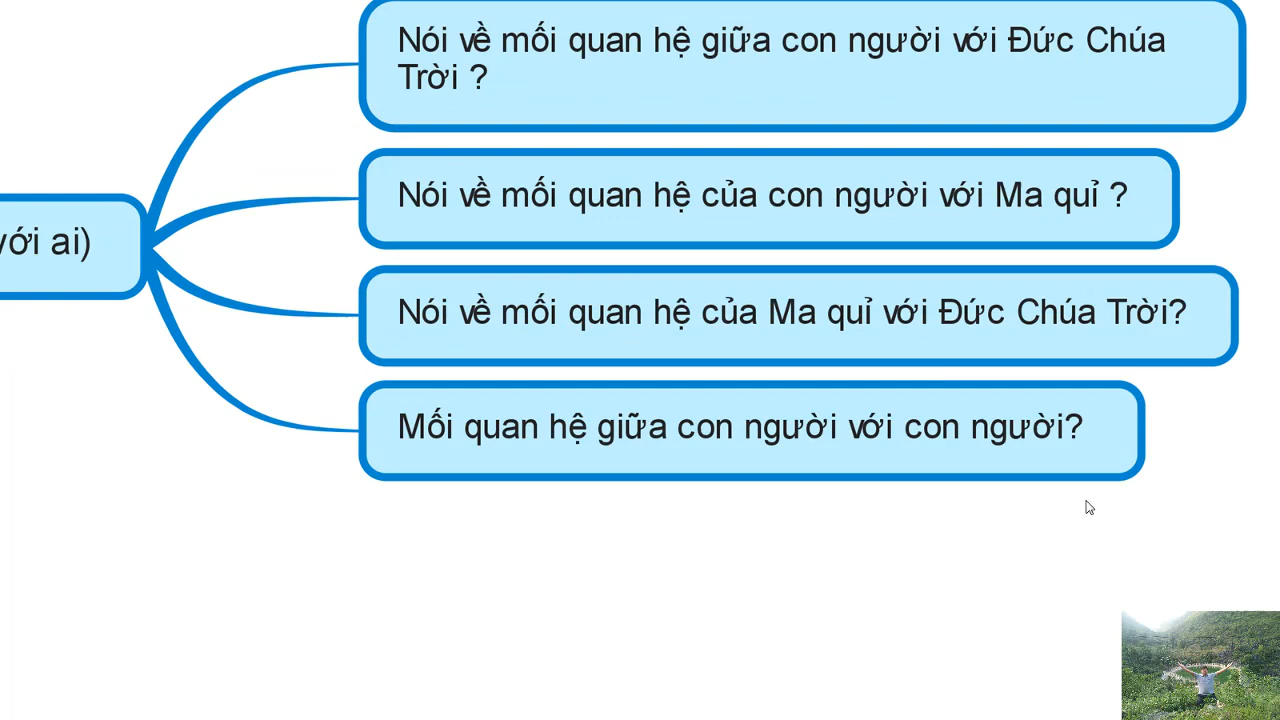 Nói về mối quan hệ giữa con người với Đức Chúa
Trời ?
Nói về mối quan hệ của con người với Ma quỉ ?
với ai)
Nói về mối quan hệ của Ma quỉ với Đức Chúa Trời?
Mối quan hệ giữa con người với con người?